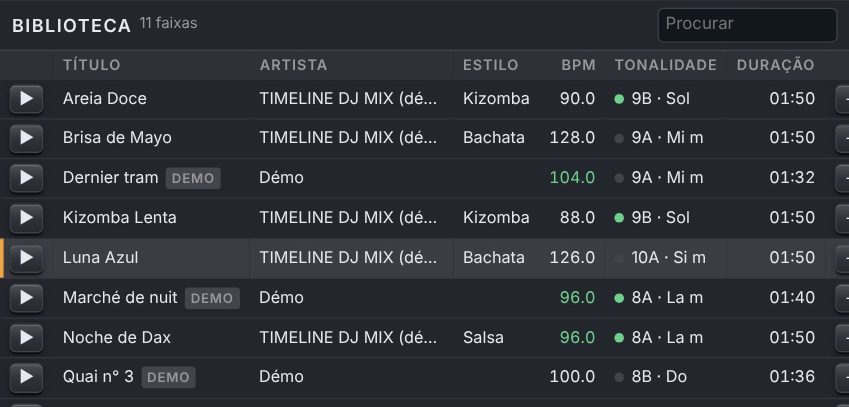 BIBLIOTECA 11 faixas Procurar
TÍTULO ARTISTA ESTILO BPM TONALIDADE DURAÇÃO
Areia Doce TIMELINE DJ MIX (dé... Kizomba 90.0 9B · Sol 01:50
Brisa de Mayo TIMELINE DJ MIX (dé... Bachata 128.0 9A · Mi m 01:50
Dernier tram DEMO Démo 104.0 9A · Mi m 01:32
Kizomba Lenta TIMELINE DJ MIX (dé... Kizomba 88.0 9B · Sol 01:50
Luna Azul TIMELINE DJ MIX (dé... Bachata 126.0 10A · Si m 01:50
Marché de nuit DEMO Démo 96.0 8A · La m 01:40
Noche de Dax TIMELINE DJ MIX (dé... Salsa 96.0 8A · La m 01:50
Quai n° 3 DEMO Démo 100.0 8B · Do 01:36